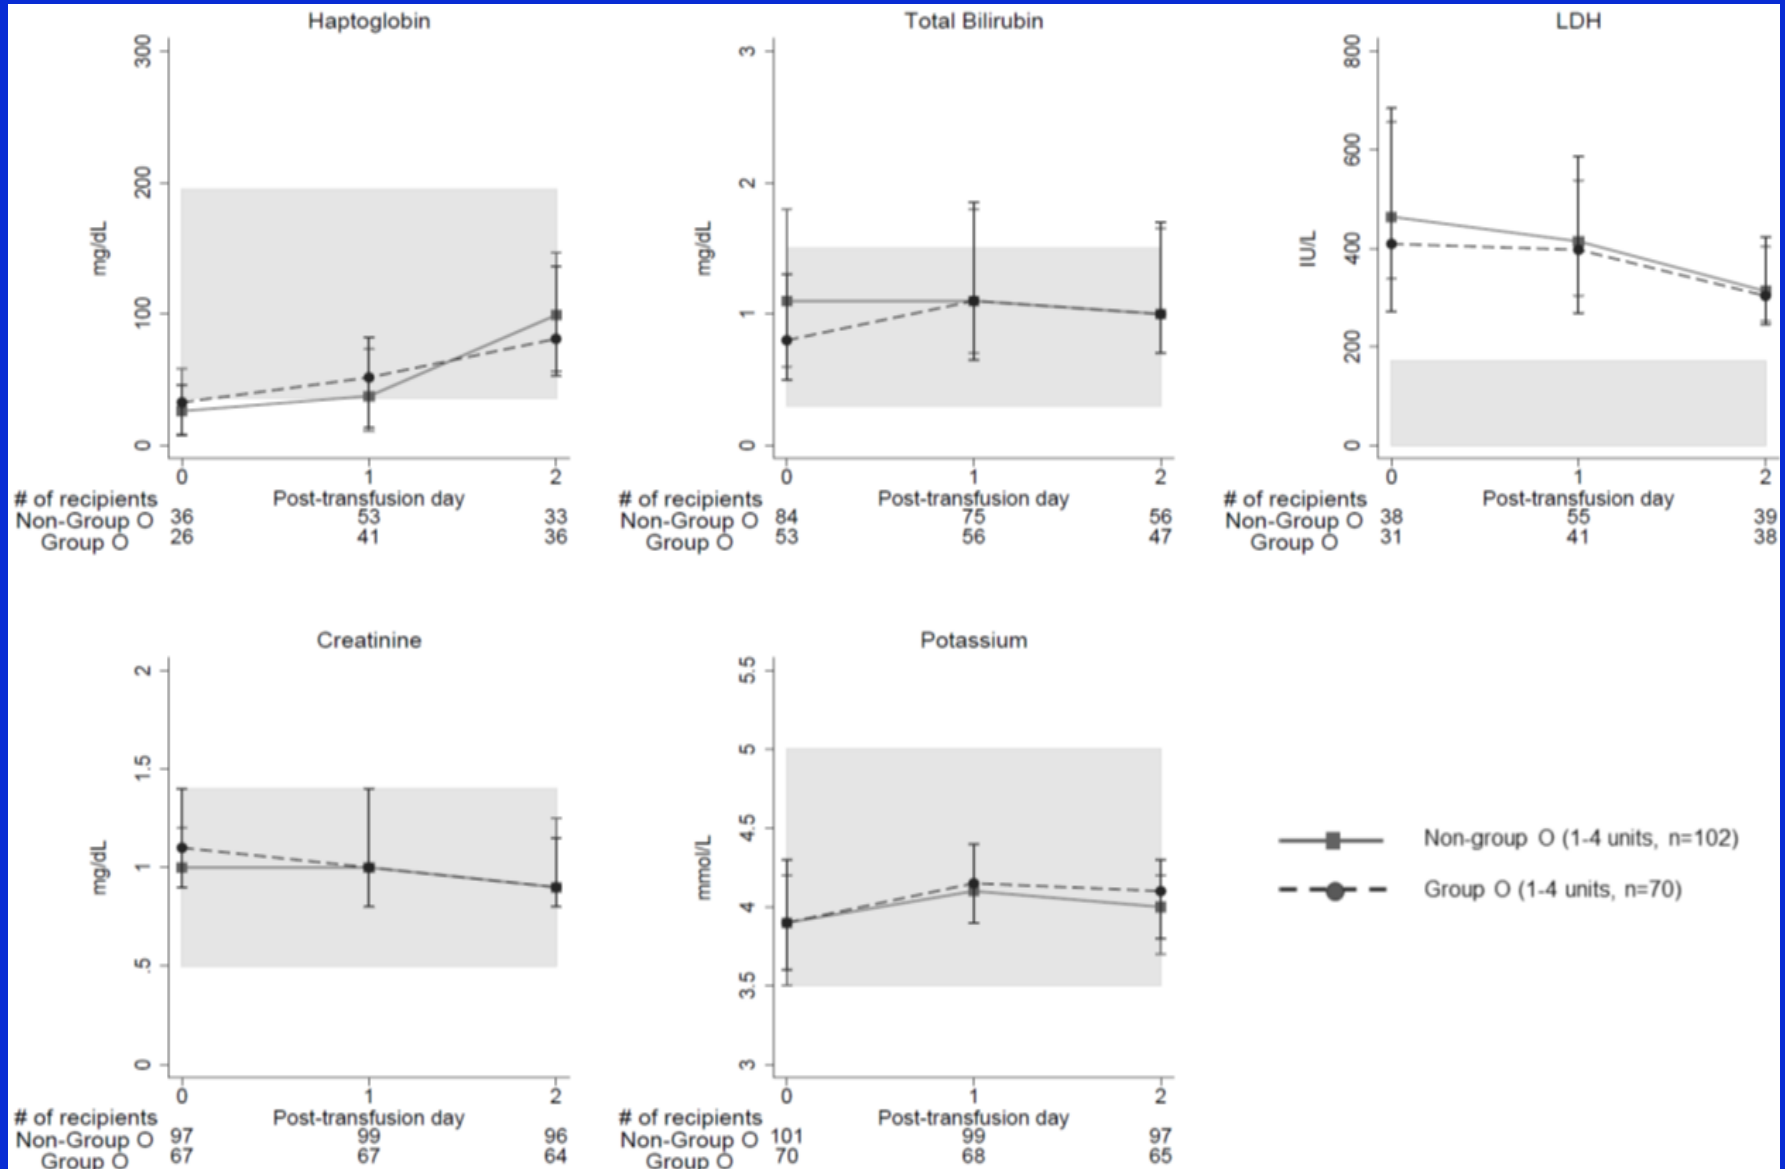 Haptoglobin
300
200
100
0
mg/dL
0 1 2
Post-transfusion day
# of recipients
Non-Group O 36 53 33
Group O 26 41 36
Total Bilirubin
3
2
1
0
mg/dL
0 1 2
Post-transfusion day
# of recipients
Non-Group O 84 75 56
Group O 53 56 47
LDH
800
600
400
200
0
IU/L
0 1 2
Post-transfusion day
# of recipients
Non-Group O 38 55 39
Group O 31 41 38
Creatinine
2
1.5
1
.5
0
mg/dL
0 1 2
Post-transfusion day
# of recipients
Non-Group O 97 99 96
Group O 67 67 64
Potassium
5.5
5
4.5
4
3.5
3
mmol/L
0 1 2
Post-transfusion day
# of recipients
Non-Group O 101 99 97
Group O 70 68 65
Non-group O (1-4 units, n=102)
Group O (1-4 units, n=70)